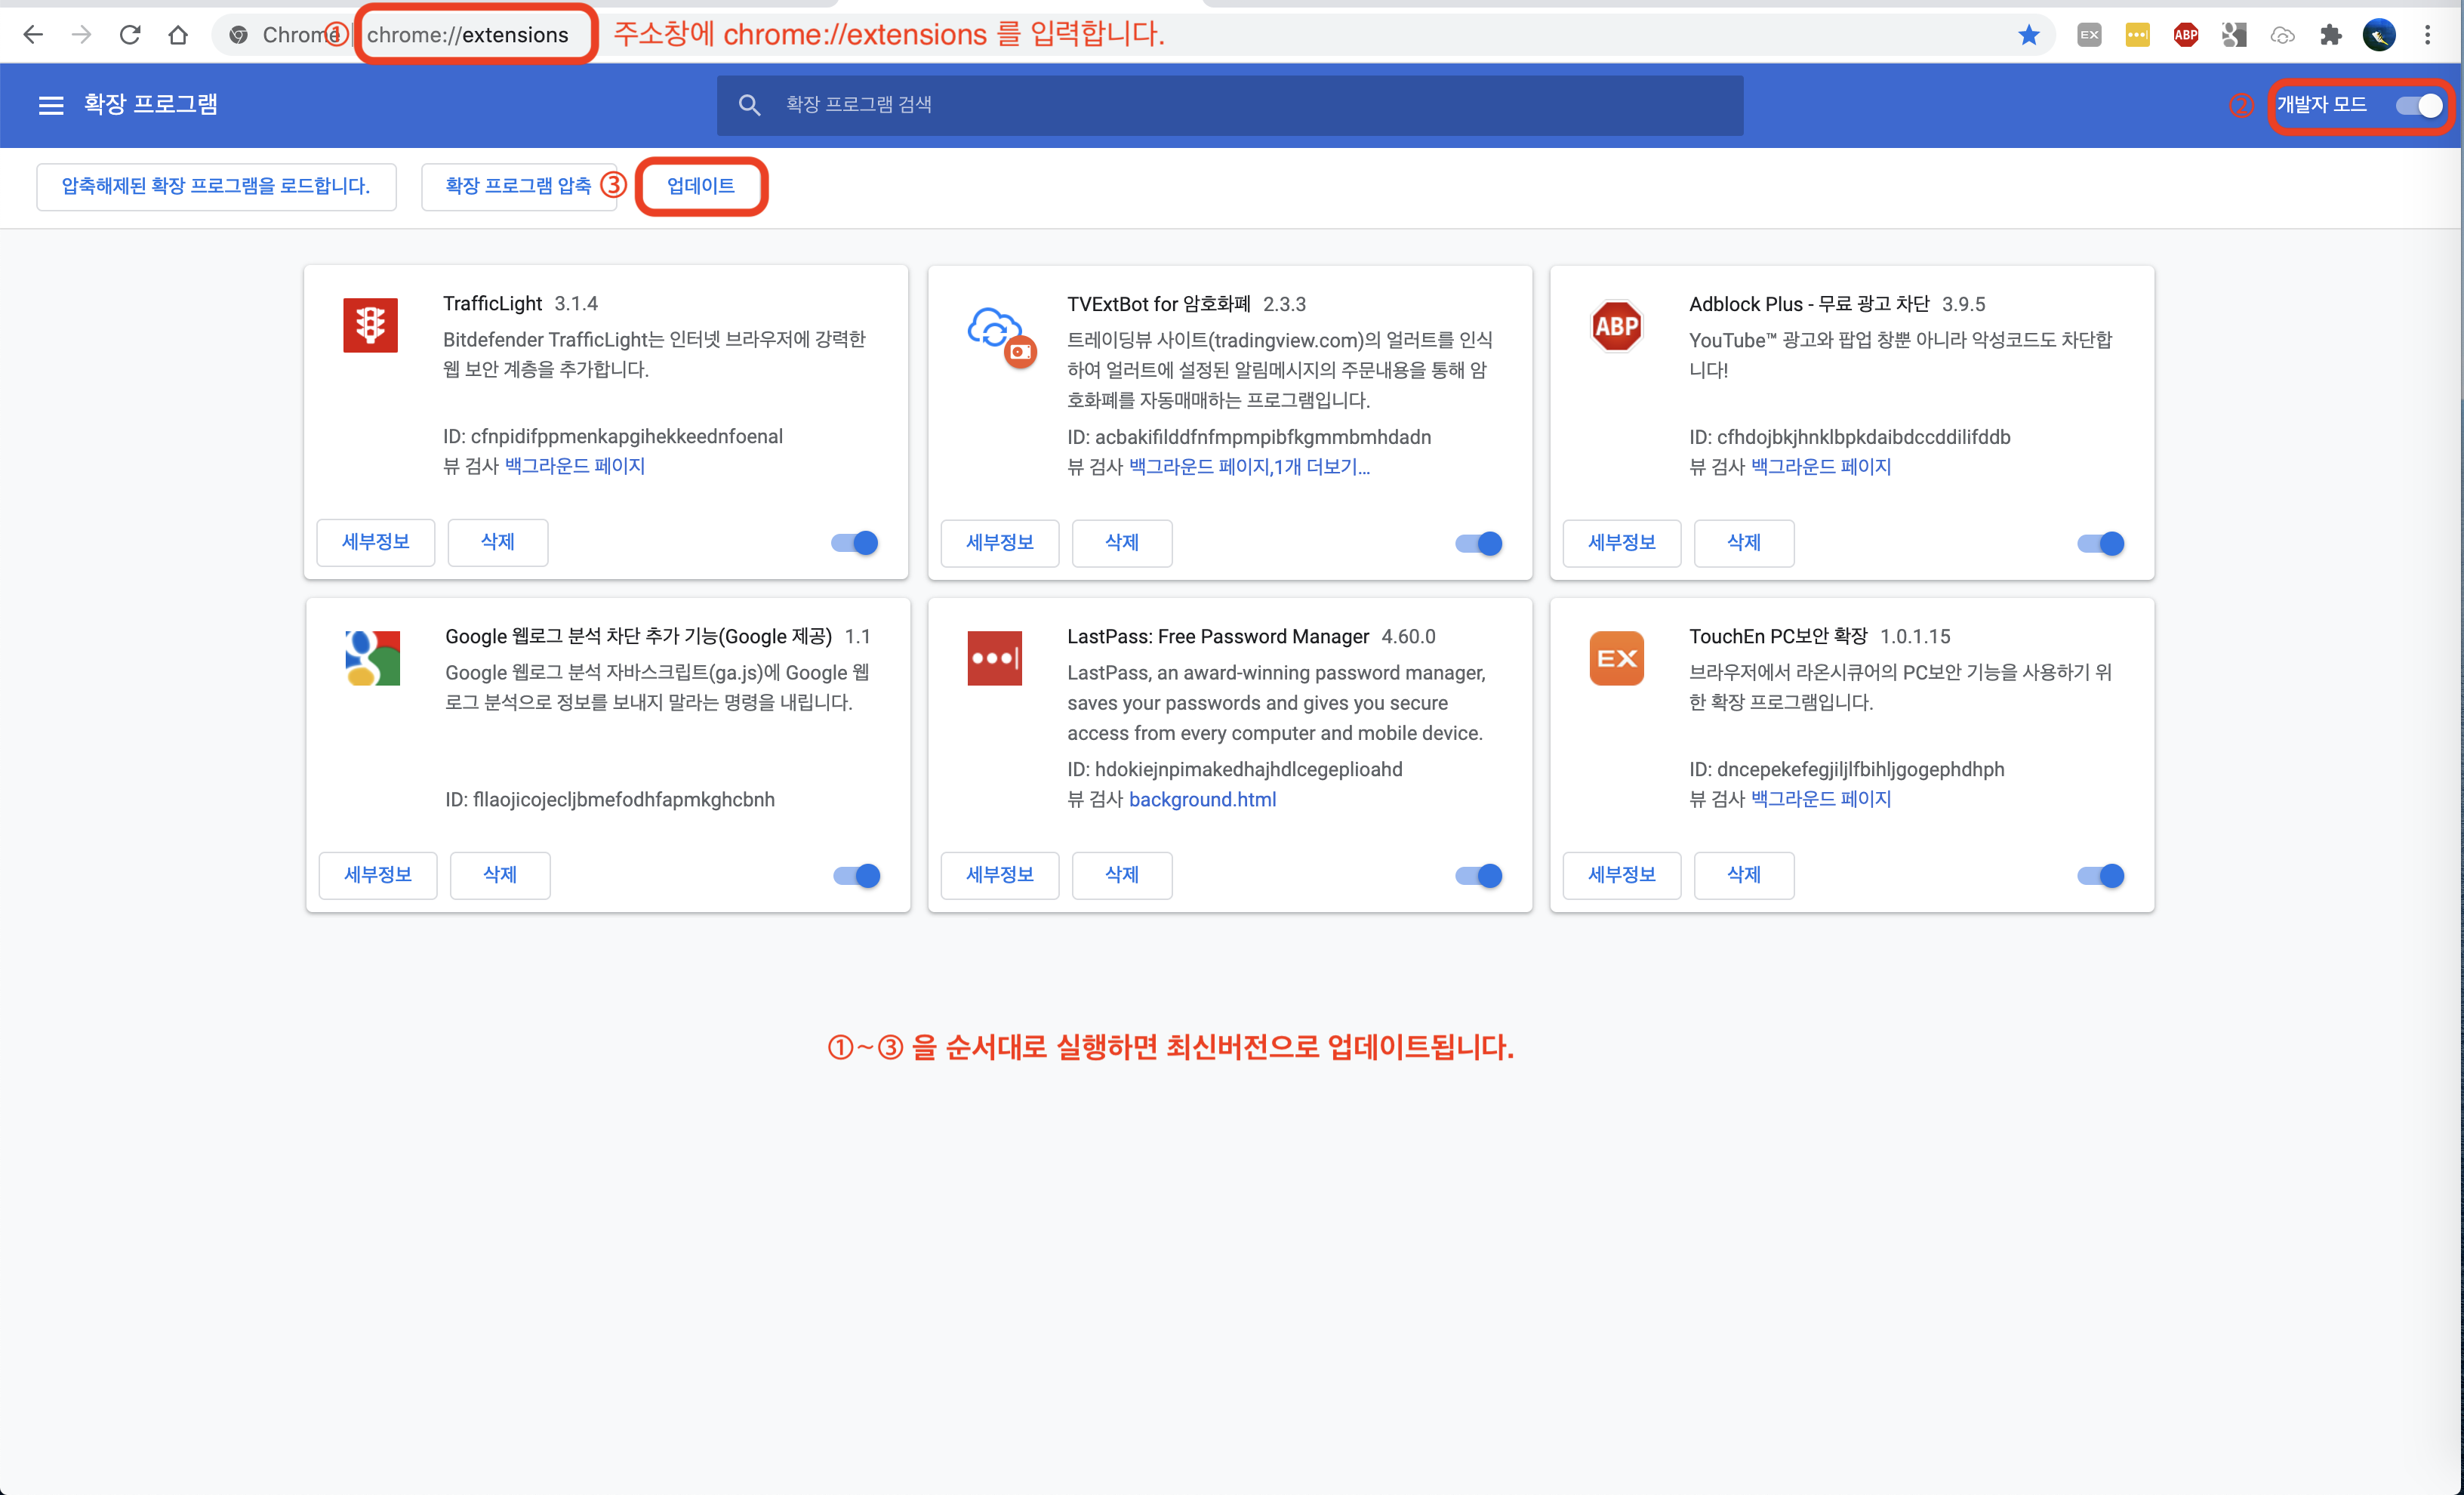 Chrome ① chrome://extensions 주소창에 chrome://extensions 를 입력합니다.
EX ABP
확장 프로그램
확장 프로그램 검색
② 개발자 모드
압축해제된 확장 프로그램을 로드합니다. 확장 프로그램 압축 ③ 업데이트
TrafficLight 3.1.4
Bitdefender TrafficLight는 인터넷 브라우저에 강력한
웹 보안 계층을 추가합니다.
ID: cfnpidifppmenkapgihekkeednfoenal
뷰 검사 백그라운드 페이지
세부정보 삭제
TVExtBot for 암호화폐 2.3.3
트레이딩뷰 사이트(tradingview.com)의 얼러트를 인식
하여 얼러트에 설정된 알림메시지의 주문내용을 통해 암
호화폐를 자동매매하는 프로그램입니다.
ID: acbakifilddfnfmpmpibfkgmmbmhdadn
뷰 검사 백그라운드 페이지,1개 더보기...
세부정보 삭제
ABP
Adblock Plus - 무료 광고 차단 3.9.5
YouTube™ 광고와 팝업 창뿐 아니라 악성코드도 차단합
니다!
ID: cfhdojbkjhnklbpkdaibdccddilifddb
뷰 검사 백그라운드 페이지
세부정보 삭제
Google 웹로그 분석 차단 추가 기능(Google 제공) 1.1
Google 웹로그 분석 자바스크립트(ga.js)에 Google 웹
로그 분석으로 정보를 보내지 말라는 명령을 내립니다.
ID: fllaojicojecljbmefodhfapmkghcbnh
세부정보 삭제
LastPass: Free Password Manager 4.60.0
LastPass, an award-winning password manager,
saves your passwords and gives you secure
access from every computer and mobile device.
ID: hdokiejnpimakedhajhdlcegeplioahd
뷰 검사 background.html
세부정보 삭제
EX
TouchEn PC보안 확장 1.0.1.15
브라우저에서 라온시큐어의 PC보안 기능을 사용하기 위
한 확장 프로그램입니다.
ID: dncepekefegjiljlfbihljgogephdhph
뷰 검사 백그라운드 페이지
세부정보 삭제
①~③ 을 순서대로 실행하면 최신버전으로 업데이트됩니다.